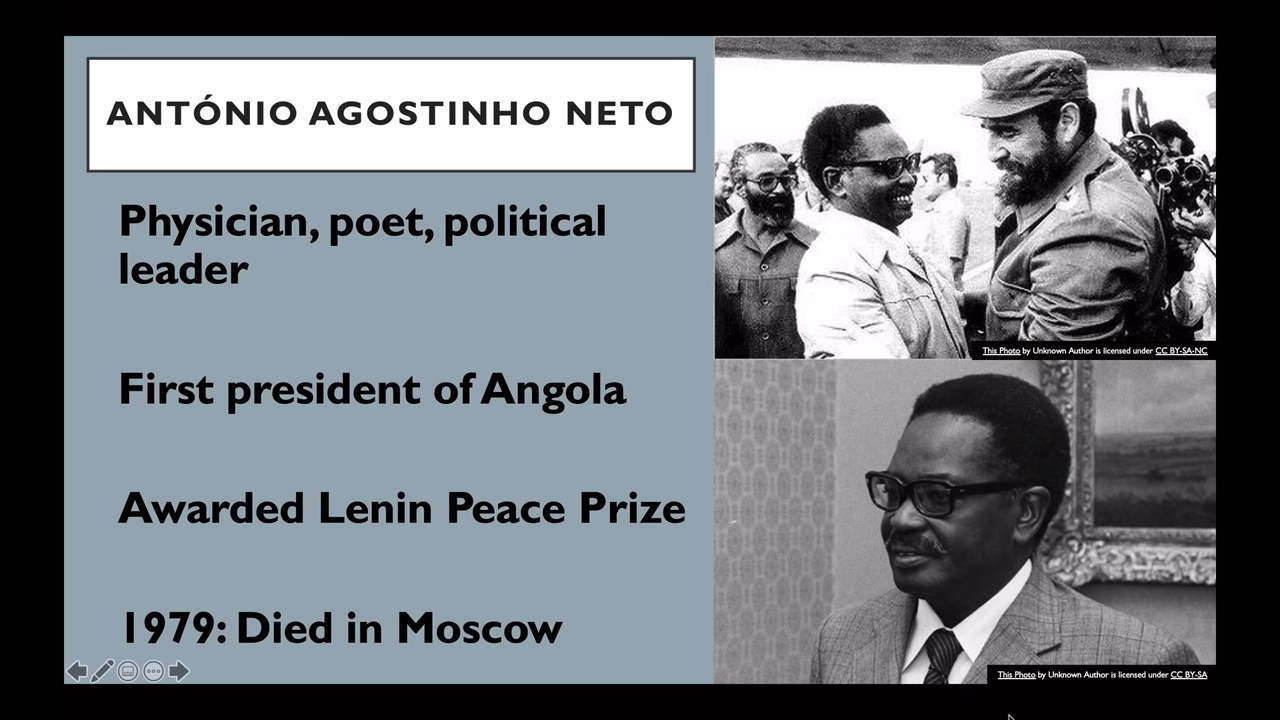 ANTÓNIO AGOSTINHO NETO
Physician, poet, political
leader
First president of Angola
Awarded Lenin Peace Prize
1979: Died in Moscow
This Photo by Unknown Author is licensed under CC BY-SA-NC
This Photo by Unknown Author is licensed under CC BY-SA